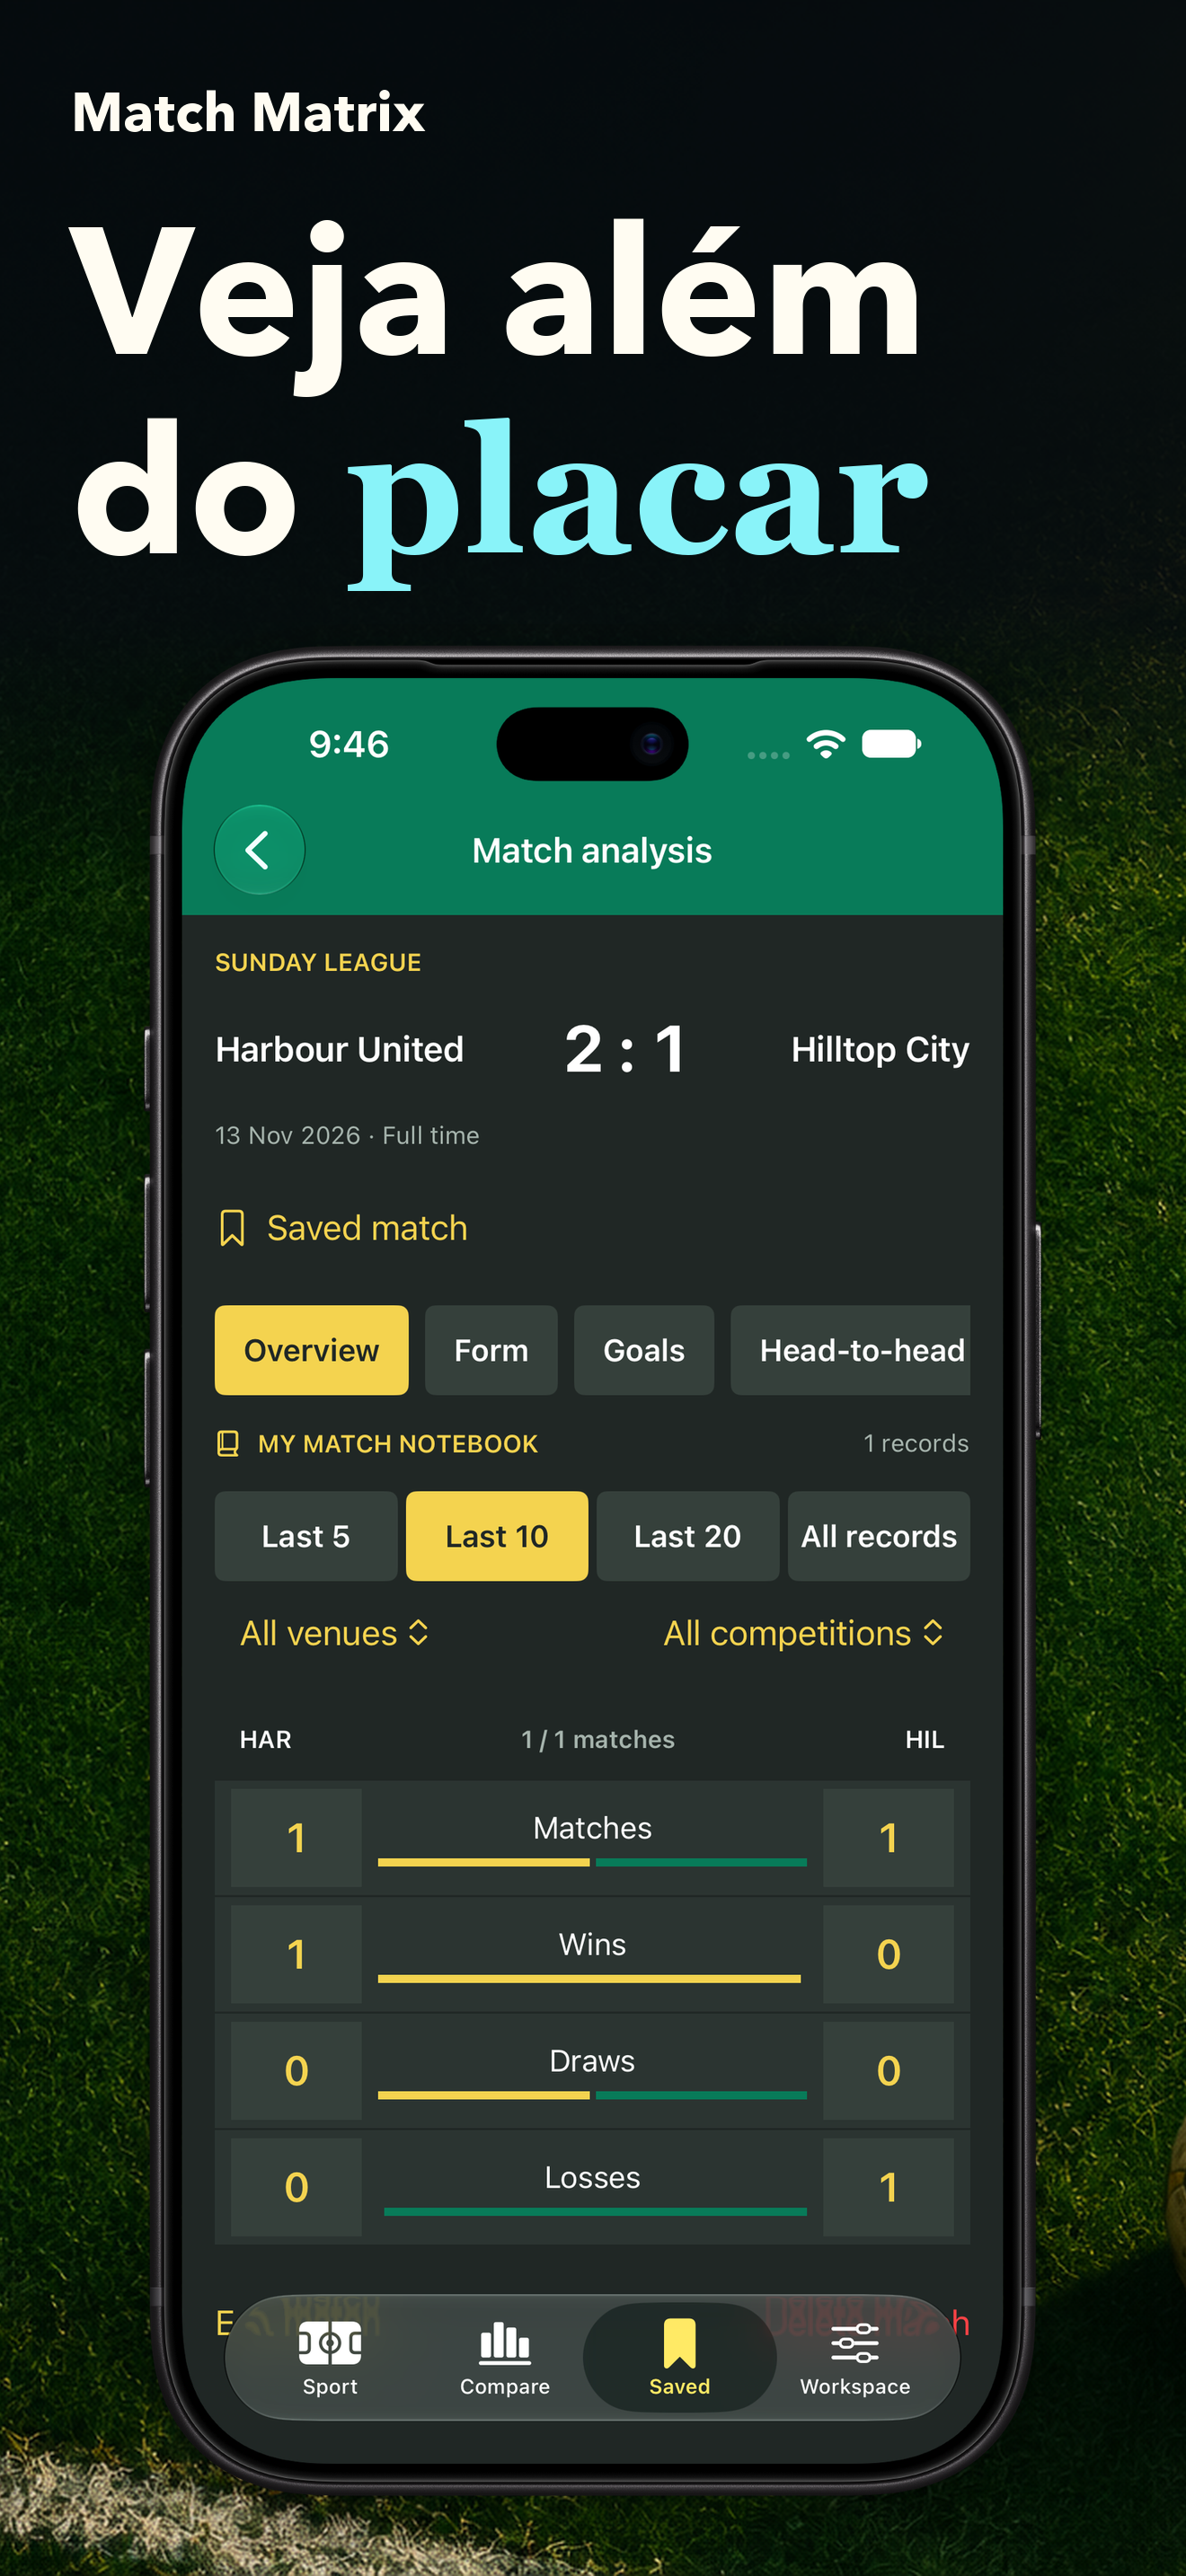 Match Matrix
Veja além
do placar
9:46
Match analysis
SUNDAY LEAGUE
Harbour United 2 : 1 Hilltop City
13 Nov 2026 · Full time
Saved match
Overview Form Goals Head-to-head
MY MATCH NOTEBOOK 1 records
Last 5 Last 10 Last 20 All records
All venues All competitions
HAR 1 / 1 matches HIL
1 Matches 1
1 Wins 0
0 Draws 0
0 Losses 1
Sport Compare Saved Workspace